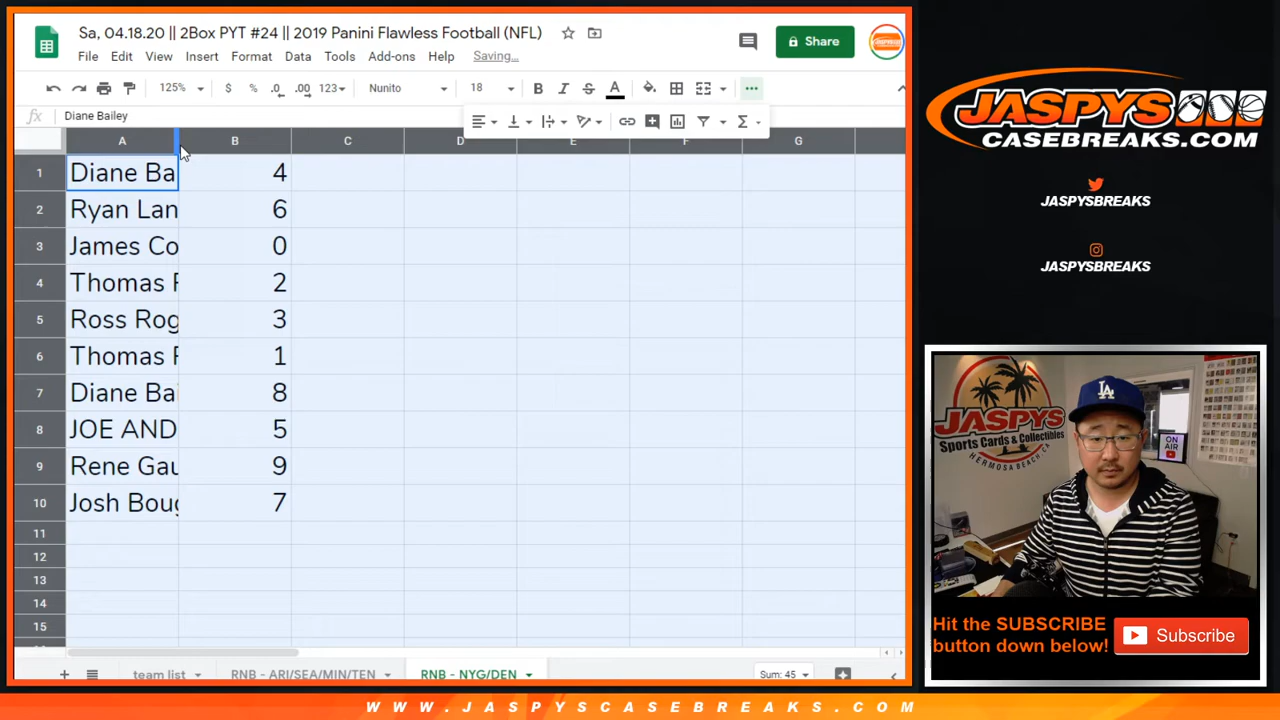 Sa, 04.18.20 || 2Box PYT #24 || 2019 Panini Flawless Football (NFL)
File Edit View Insert Format Data Tools Add-ons Help Saving...
Share
125% $ % .0 .00 123 Nunito 18 B I S A
fx Diane Bailey
A B C D E F G
1 Diane Ba 4
2 Ryan Lan 6
3 James Co 0
4 Thomas 2
5 Ross Rog 3
6 Thomas 1
7 Diane Bai 8
8 JOE AND 5
9 Rene Gau 9
10 Josh Boug 7
11
12
13
14
15
team list RNB - ARI/SEA/MIN/TEN RNB - NYG/DEN Sum: 45
JASPYS
CASEBREAKS.COM
JASPYSBREAKS
JASPYSBREAKS
JASPYS
Sports Cards & Collectibles
HERMOSA BEACH, CA
LA
ON AIR
Hit the SUBSCRIBE
button down below!
Subscribe
WWW.JASPYSCASEBREAKS.COM